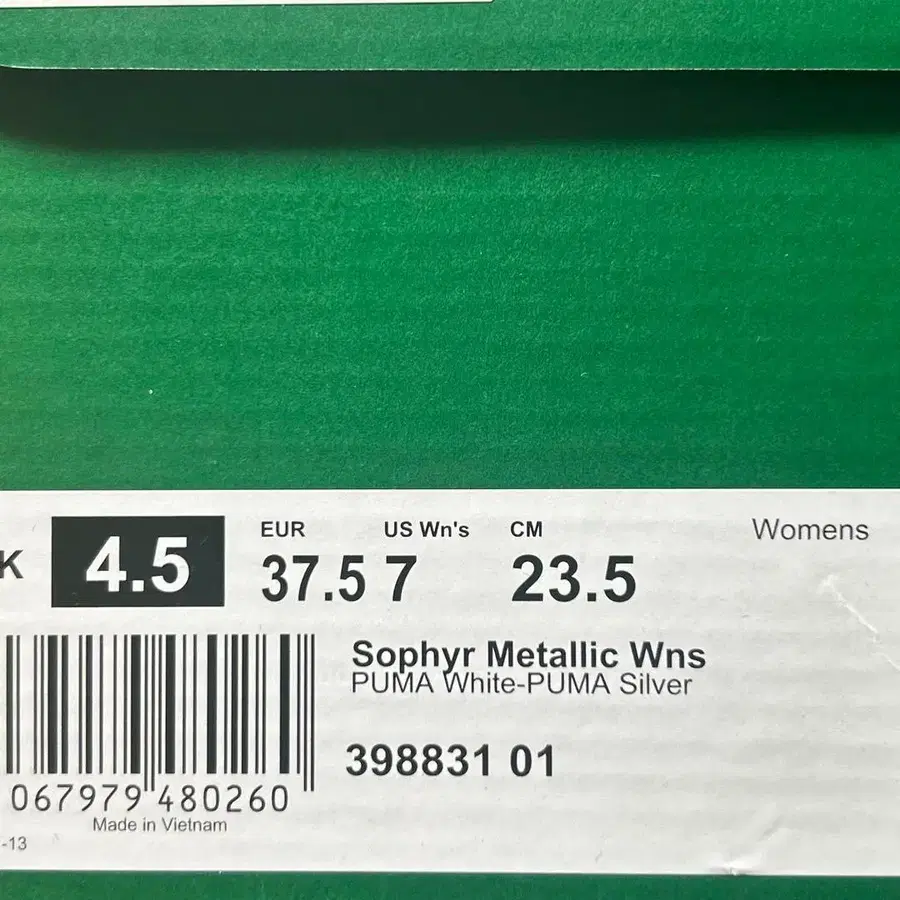 EUR US Wn's CM Womens
K 4.5 37.5 7 23.5
Sophyr Metallic Wns
PUMA White-PUMA Silver
398831 01
067979 480260
Made in Vietnam
-13